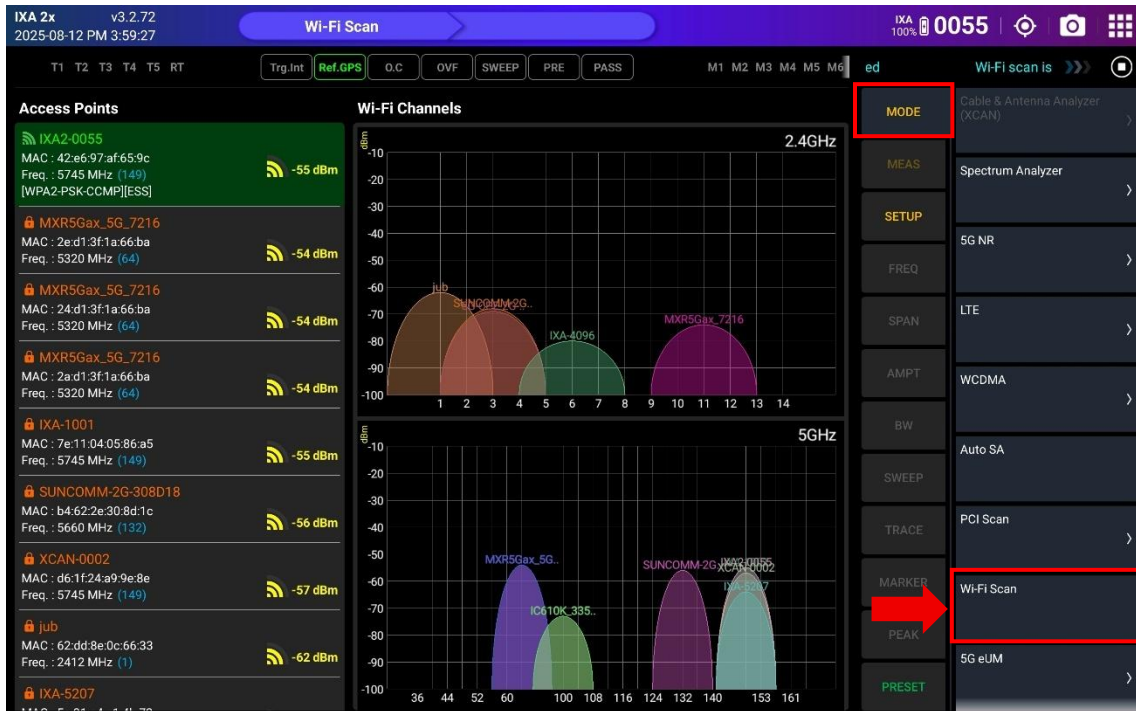 IXA 2x v3.2.72
2025-08-12 PM 3:59:27
Wi-Fi Scan
IXA
100%
0055
T1 T2 T3 T4 T5 RT
Trg.Int Ref.GPS O.C OVF SWEEP PRE PASS
M1 M2 M3 M4 M5 M6
ed
Wi-Fi scan is
Access Points
IXA2-0055
MAC : 42:e6:97:af:65:9c
Freq. : 5745 MHz (149)
[WPA2-PSK-CCMP][ESS]
-55 dBm
MXR5Gax_5G_7216
MAC : 2e:d1:3f:1a:66:ba
Freq. : 5320 MHz (64)
-54 dBm
MXR5Gax_5G_7216
MAC : 24:d1:3f:1a:66:ba
Freq. : 5320 MHz (64)
-54 dBm
MXR5Gax_5G_7216
MAC : 2a:d1:3f:1a:66:ba
Freq. : 5320 MHz (64)
-54 dBm
IXA-1001
MAC : 7e:11:04:05:86:a5
Freq. : 5745 MHz (149)
-55 dBm
SUNCOMM-2G-308D18
MAC : b4:62:2e:30:8d:1c
Freq. : 5660 MHz (132)
-56 dBm
XCAN-0002
MAC : d6:1f:24:a9:9e:8e
Freq. : 5745 MHz (149)
-57 dBm
jub
MAC : 62:dd:8e:0c:66:33
Freq. : 2412 MHz (1)
-62 dBm
IXA-5207
Wi-Fi Channels
dBm
2.4GHz
-10
-20
-30
-40
-50
-60
-70
-80
-90
-100
jub
SUNCOMM-2G..
IXA-4096
MXR5Gax_7216
1 2 3 4 5 6 7 8 9 10 11 12 13 14
dBm
5GHz
-10
-20
-30
-40
-50
-60
-70
-80
-90
-100
MXR5Gax_5G..
IC610K_335..
SUNCOMM-2G
IXA2-0055
XCAN-0002
IXA-5207
36 44 52 60 100 108 116 124 132 140 153 161
MODE
MEAS
SETUP
FREQ
SPAN
AMPT
BW
SWEEP
TRACE
MARKER
PEAK
PRESET
Cable & Antenna Analyzer
(XCAN)
Spectrum Analyzer
5G NR
LTE
WCDMA
Auto SA
PCI Scan
Wi-Fi Scan
5G eUM